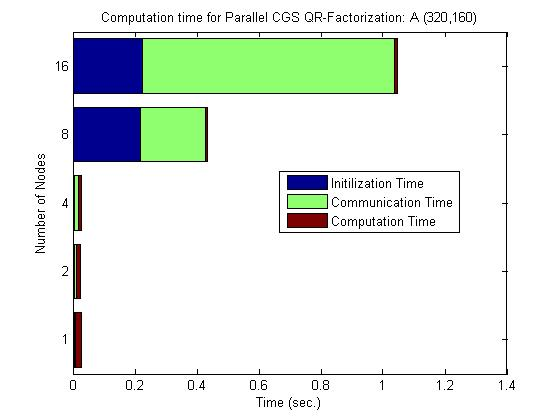 Computation time for Parallel CGS QR-Factorization: A (320,160)
16
8
4
2
1
Number of Nodes
Initilization Time
Communication Time
Computation Time
0 0.2 0.4 0.6 0.8 1 1.2 1.4
Time (sec.)